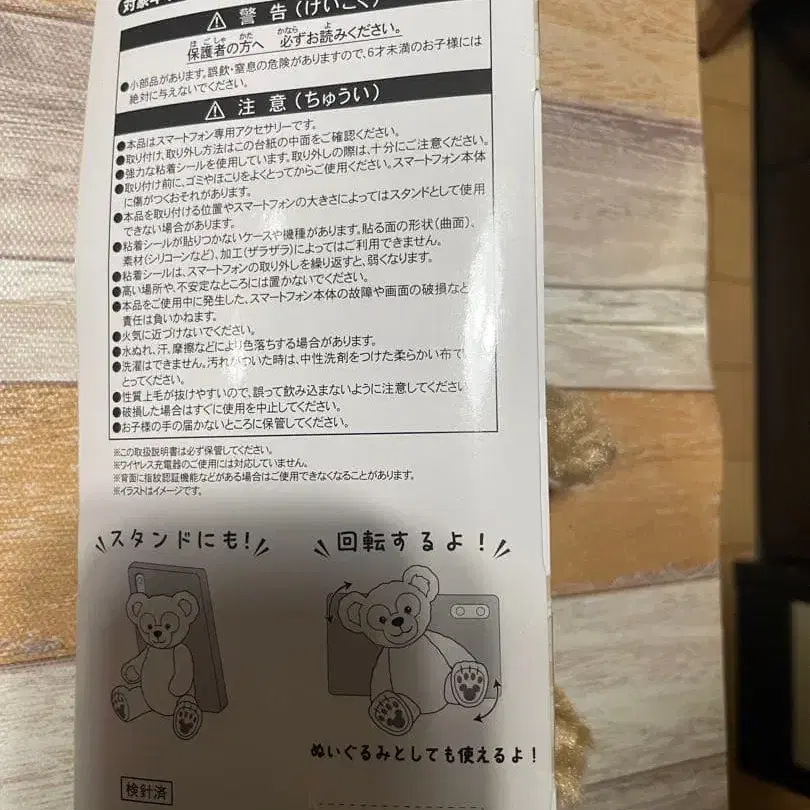 対象年
⚠ 警告(けいこく)
保護者の方へ 必ずお読みください。
●小部品があります。誤飲・窒息の危険がありますので、6才未満のお子様には
絶対に与えないでください。
⚠ 注意(ちゅうい)
●本品はスマートフォン専用アクセサリーです。
●取り付け、取り外し方法はこの台紙の中面をご確認ください。
●強力な粘着シールを使用しています。取り外しの際は、十分にご注意ください。
●取り付け前に、ゴミやほこりをよくとってからご使用ください。スマートフォン本体
に傷がつくおそれがあります。
●本品を取り付ける位置やスマートフォンの大きさによってはスタンドとして使用
できない場合があります。
●粘着シールが貼りつかないケースや機種があります。貼る面の形状(曲面)、
素材(シリコーンなど)、加工(ザラザラ)によってはご利用できません。
●粘着シールは、スマートフォンの取り外しを繰り返すと、弱くなります。
●高い場所や、不安定なところには置かないでください。
●本品をご使用中に発生した、スマートフォン本体の故障や画面の破損など
責任は負いかねます。
●火気に近づけないでください。
●水ぬれ、汗、摩擦などにより色落ちする場合があります。
●洗濯はできません。汚れがついた時は、中性洗剤をつけた柔らかい布で
とってください。
●性質上毛が抜けやすいので、誤って飲み込まないように注意してください
●破損した場合はすぐに使用を中止してください。
●お子様の手の届かないところに保管してください。
※この取扱説明書は必ず保管してください。
※ワイヤレス充電器のご使用には対応していません。
※背面に指紋認証機能などがある場合はご使用できなくなることがあります。
※イラストはイメージです。
スタンドにも!
回転するよ!
ぬいぐるみとしても使えるよ!
検針済